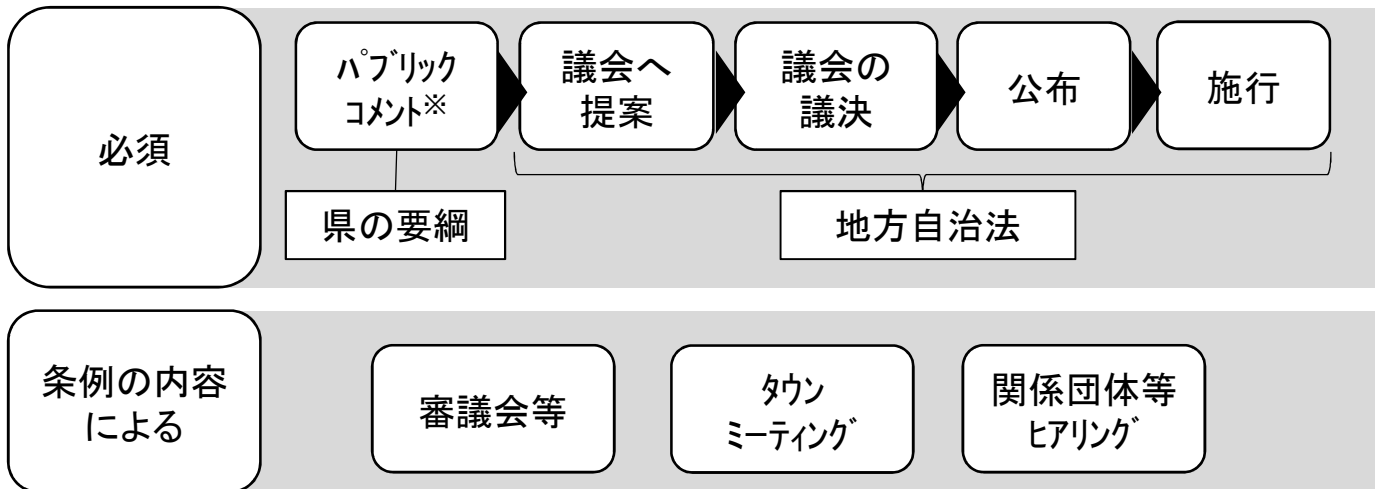 必須
ﾊﾟﾌﾞﾘｯｸ
ｺﾒﾝﾄ※
議会へ
提案
議会の
議決
公布
施行
県の要綱
地方自治法
条例の内容
による
審議会等
ﾀｳﾝ
ﾐｰﾃｨﾝｸﾞ
関係団体等
ﾋｱﾘﾝｸﾞ